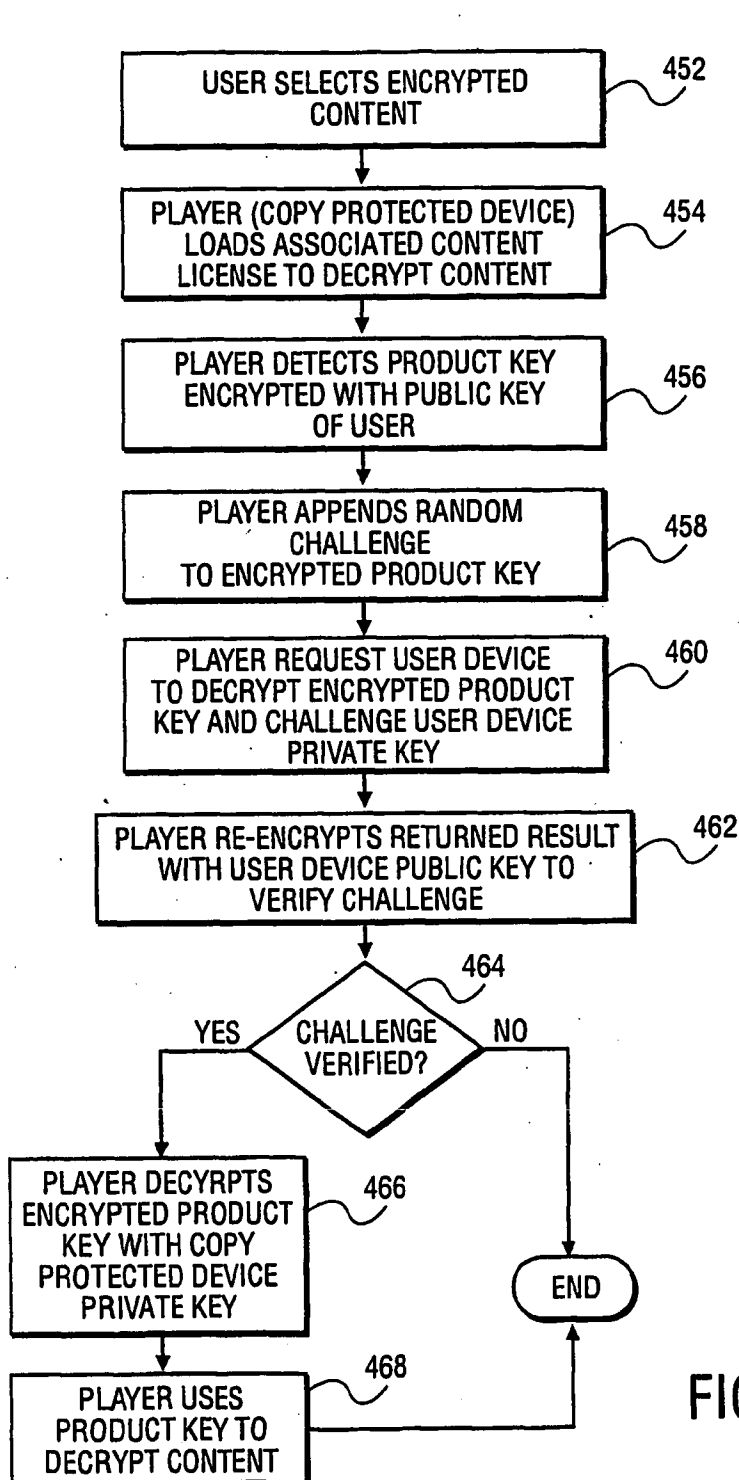 USER SELECTS ENCRYPTED
CONTENT
452
PLAYER (COPY PROTECTED DEVICE)
LOADS ASSOCIATED CONTENT
LICENSE TO DECRYPT CONTENT
454
PLAYER DETECTS PRODUCT KEY
ENCRYPTED WITH PUBLIC KEY
OF USER
456
PLAYER APPENDS RANDOM
CHALLENGE
TO ENCRYPTED PRODUCT KEY
458
PLAYER REQUEST USER DEVICE
TO DECRYPT ENCRYPTED PRODUCT
KEY AND CHALLENGE USER DEVICE
PRIVATE KEY
460
PLAYER RE-ENCRYPTS RETURNED RESULT
WITH USER DEVICE PUBLIC KEY TO
VERIFY CHALLENGE
462
464
YES
CHALLENGE
VERIFIED?
NO
PLAYER DECYRPTS
ENCRYPTED PRODUCT
KEY WITH COPY
PROTECTED DEVICE
PRIVATE KEY
466
END
PLAYER USES
PRODUCT KEY TO
DECRYPT CONTENT
468